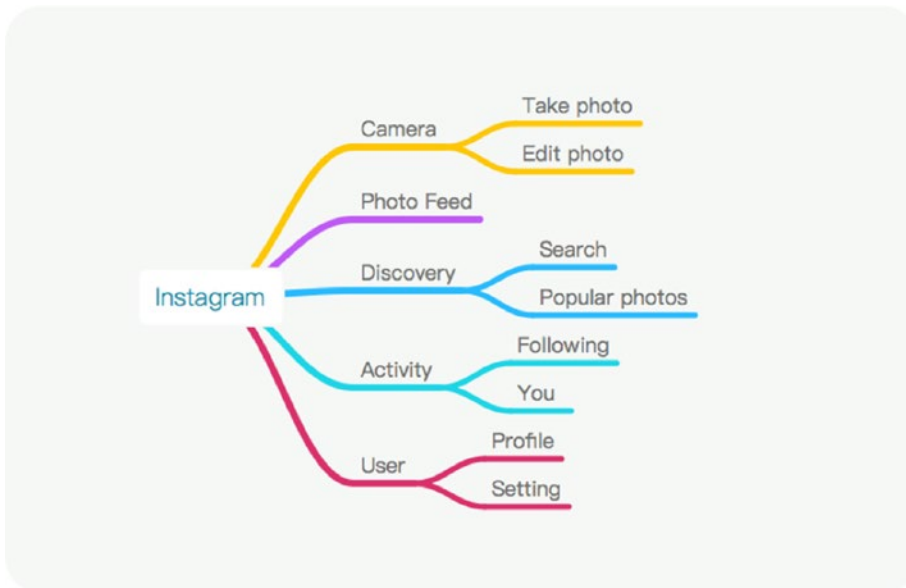 Instagram
Camera
Take photo
Edit photo
Photo Feed
Discovery
Search
Popular photos
Activity
Following
You
User
Profile
Setting